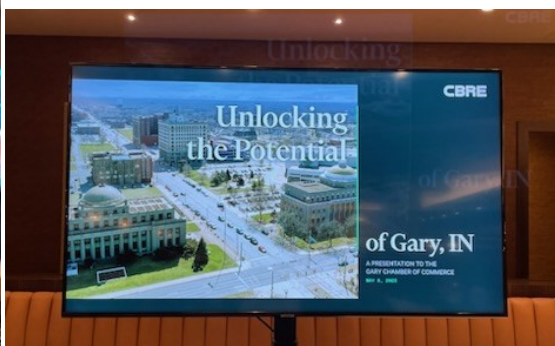 CBRE
Unlocking
the Potential
of Gary, IN
A PRESENTATION TO THE
GARY CHAMBER OF COMMERCE